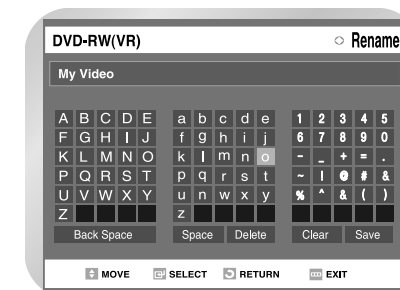 DVD-RW(VR) Rename
My Video
A B C D E a b c d e 1 2 3 4 5
F G H I J f g h i j 6 7 8 9 0
K L M N O k l m n o - _ + = .
P Q R S T p q r s t ~ ! @ # &
U V W X Y u n w x y % ^ & ( )
Z z
Back Space Space Delete Clear Save
MOVE SELECT RETURN EXIT